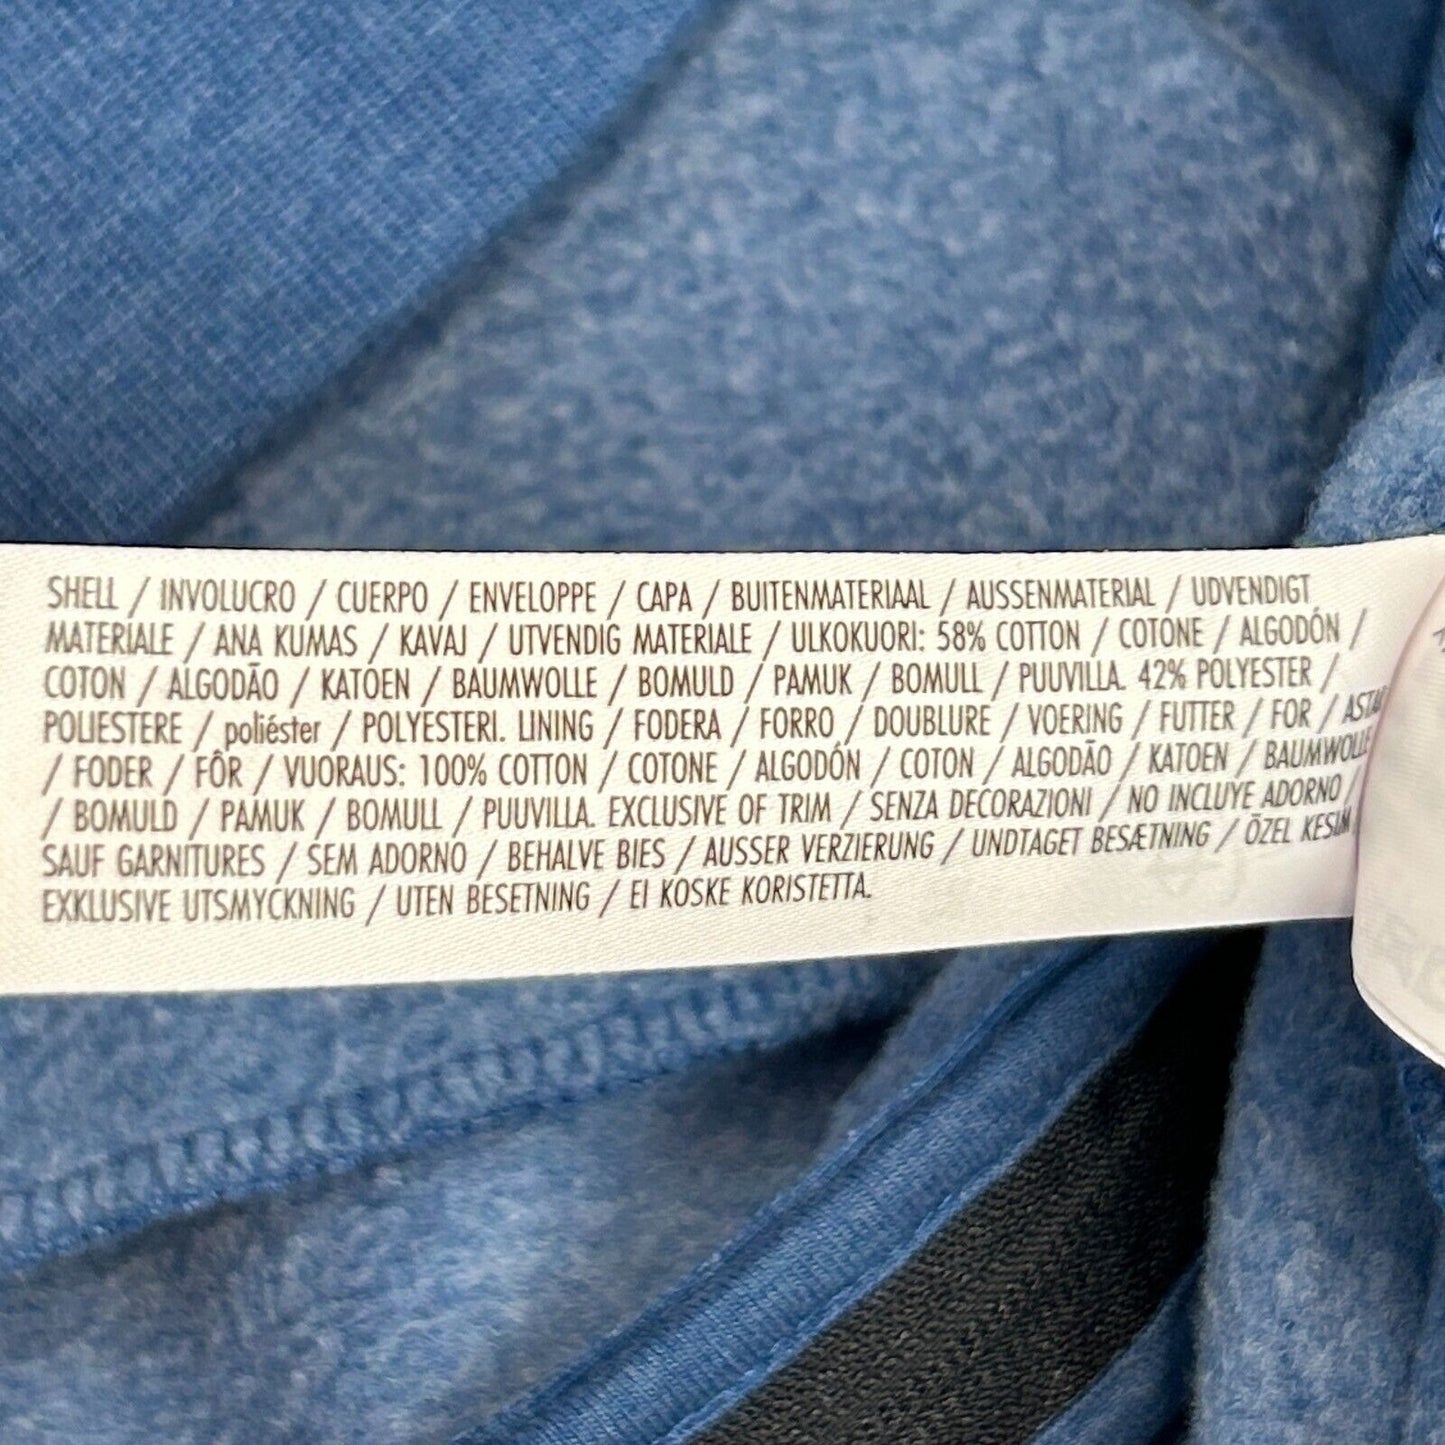 SHELL / INVOLUCRO / CUERPO / ENVELOPPE / CAPA / BUITENMATERIAAL / AUSSENMATERIAL / UDVENDIGT
MATERIALE / ANA KUMAS / KAVAJ / UTVENDIG MATERIALE / ULKOKUORI: 58% COTTON / COTONE / ALGODÓN /
COTON / ALGODÃO / KATOEN / BAUMWOLLE / BOMULD / PAMUK / BOMULL / PUUVILLA. 42% POLYESTER /
POLIESTERE / poliéster / POLYESTERI. LINING / FODERA / FORRO / DOUBLURE / VOERING / FUTTER / FOR /
/ FODER / FÔR / VUORAUS: 100% COTTON / COTONE / ALGODÓN / COTON / ALGODÃO / KATOEN / BAUMWOLLE
/ BOMULD / PAMUK / BOMULL / PUUVILLA. EXCLUSIVE OF TRIM / SENZA DECORAZIONI / NO INCLUYE ADORNO /
SAUF GARNITURES / SEM ADORNO / BEHALVE BIES / AUSSER VERZIERUNG / UNDTAGET BESÆTNING / ÖZEL
EXKLUSIVE UTSMYCKNING / UTEN BESETNING / EI KOSKE KORISTETTA.